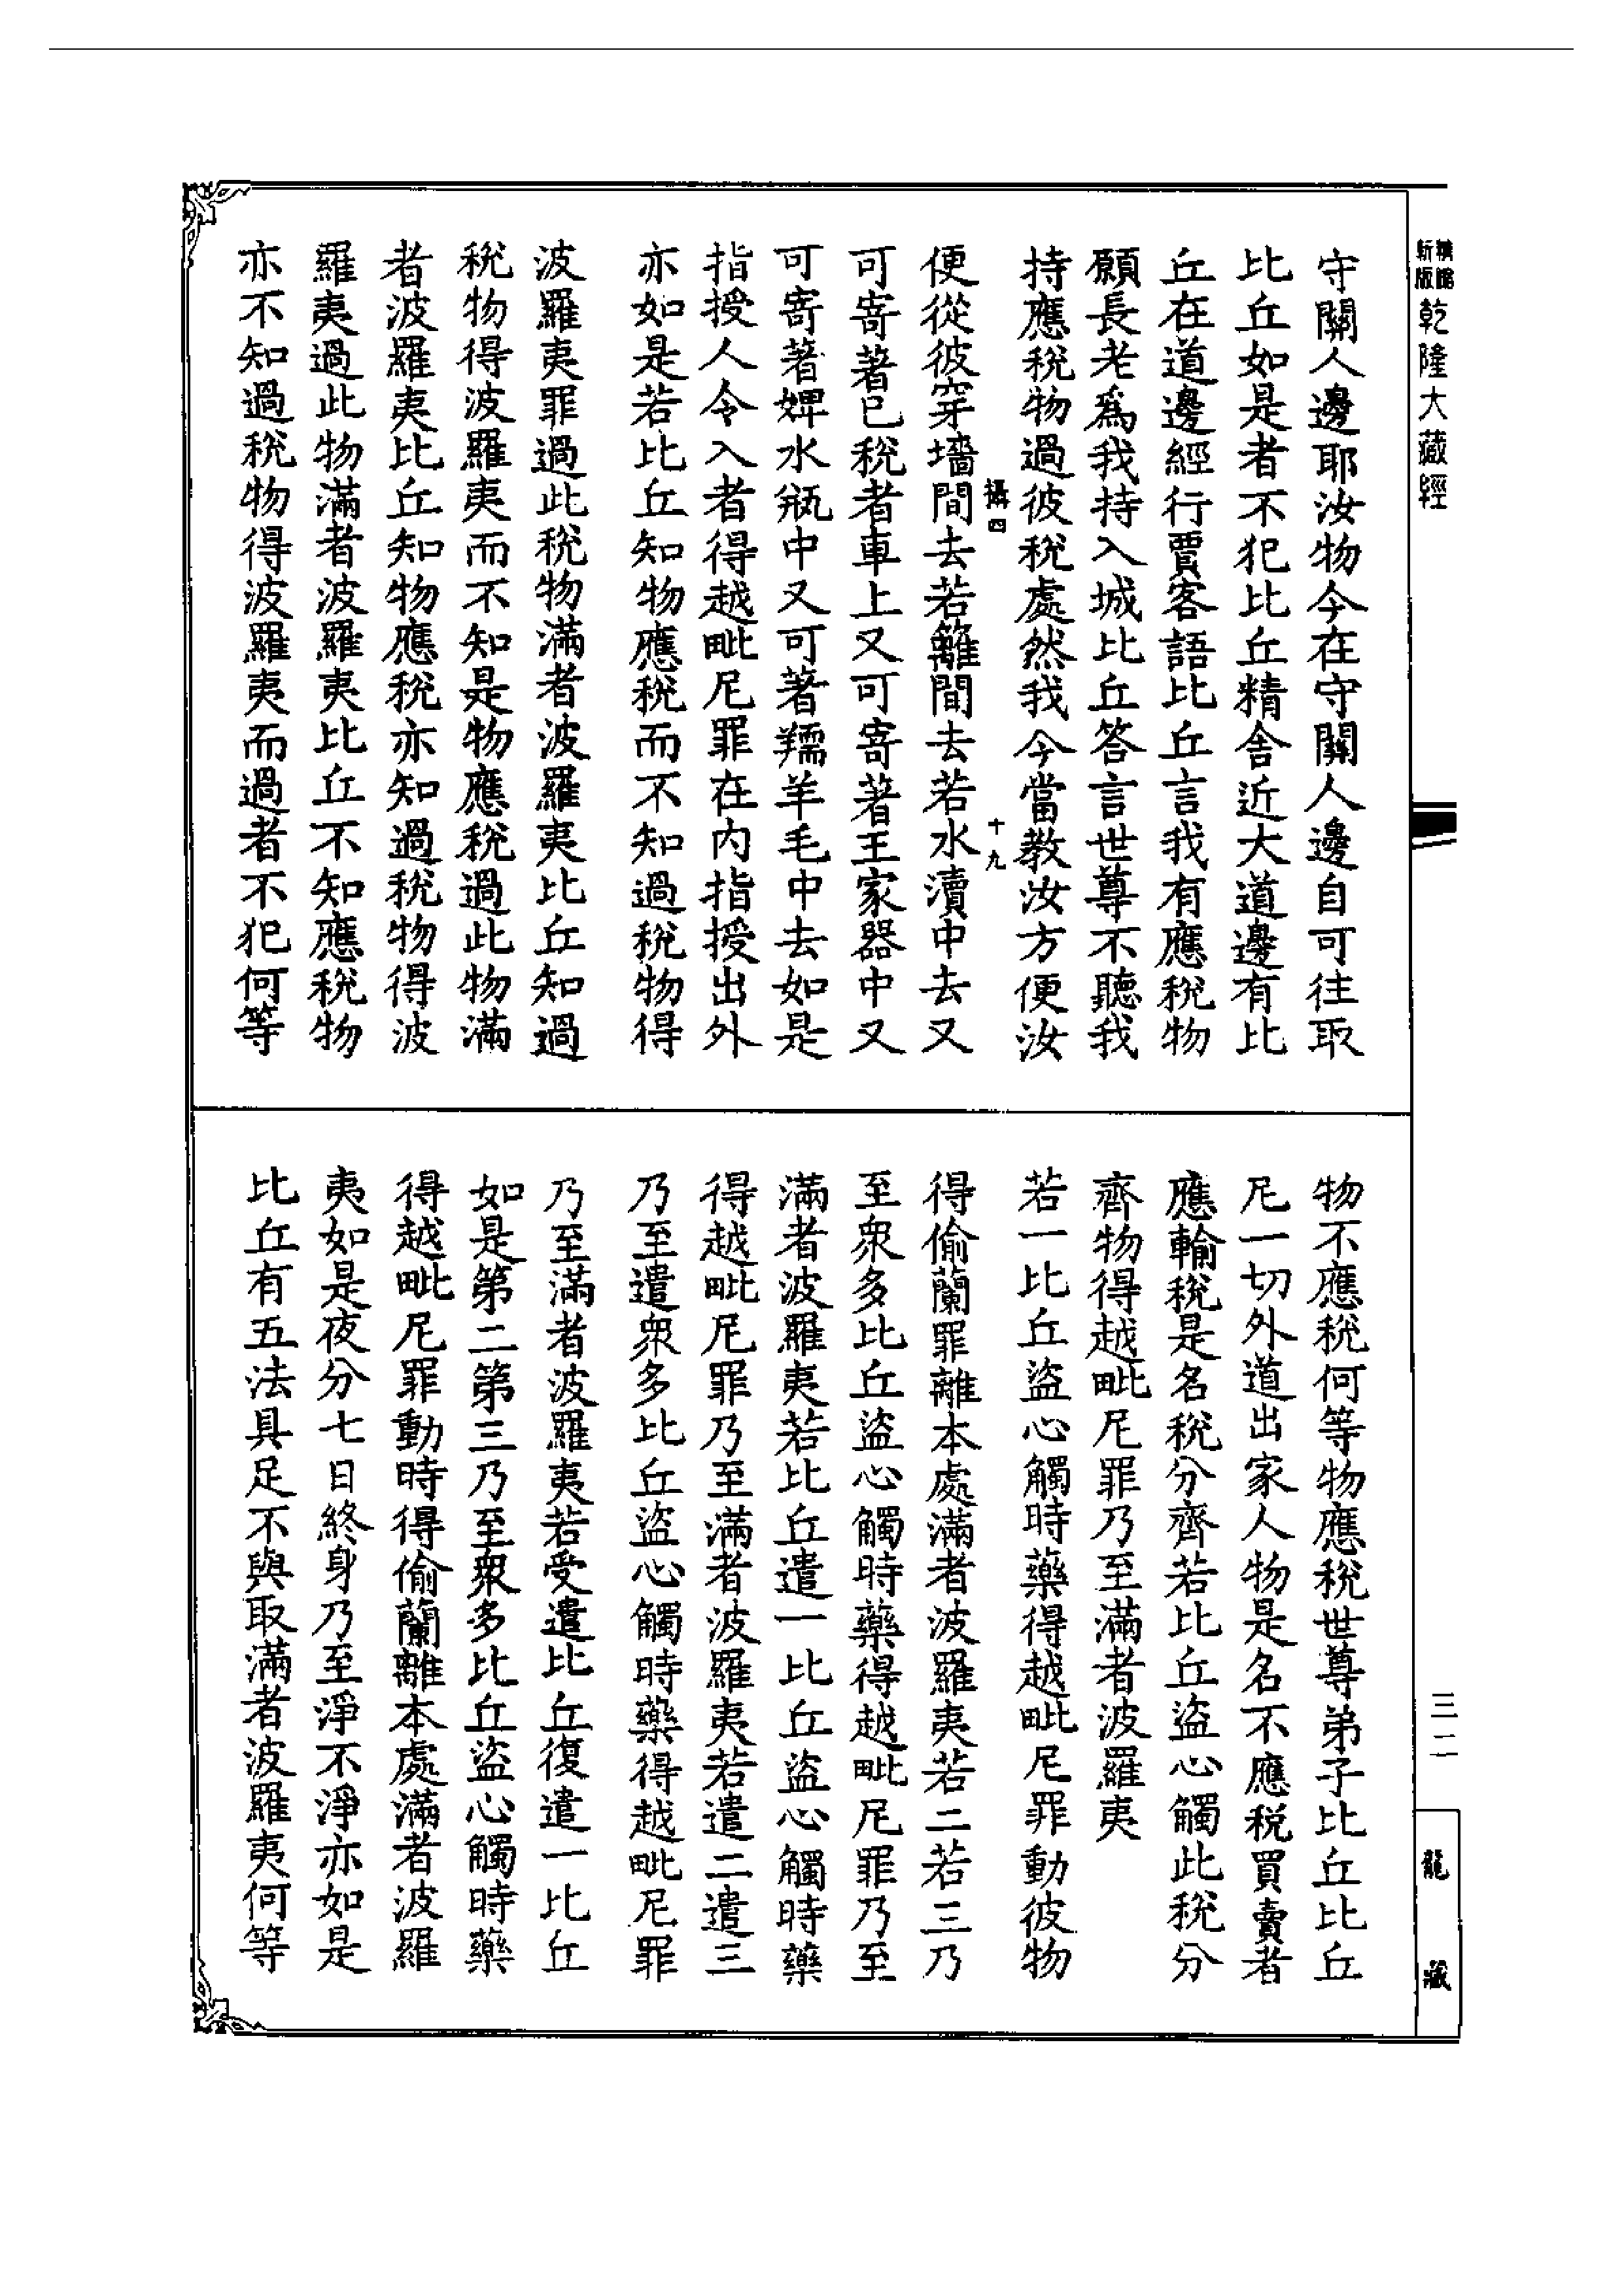 精縮新版乾隆大藏經
守關人邊耶汝物今在守關人邊自可往取
比丘如是者不犯比丘精舍近大道邊有比
丘在道邊經行賈客語比丘言我有應稅物
願長老為我持入城比丘答言世尊不聽我
持應稅物過彼稅處然我今當教汝方便汝
攝四 十九
便從彼穿墻間去若籬間去若水瀆中去又
可寄著已稅者車上又可寄著王家器中又
可寄著婢水瓶中又可著羺羊毛中去如是
指授人令入者得越毗尼罪在內指授出外
亦如是若比丘知物應稅而不知過稅物得
波羅夷罪過此稅物滿者波羅夷比丘知過
稅物得波羅夷而不知是物應稅過此物滿
者波羅夷比丘知物應稅亦知過稅物得波
羅夷過此物滿者波羅夷比丘不知應稅物
亦不知過稅物得波羅夷而過者不犯何等
物不應稅何等物應稅世尊弟子比丘比丘
尼一切外道出家人物是名不應稅買賣者
應輸稅是名稅分齊若比丘盜心觸此稅分
齊物得越毗尼罪乃至滿者波羅夷
若一比丘盜心觸時藥得越毗尼罪動彼物
得偷蘭罪離本處滿者波羅夷若二若三乃
至眾多比丘盜心觸時藥得越毗尼罪乃至
滿者波羅夷若比丘遣一比丘盜心觸時藥
得越毗尼罪乃至滿者波羅夷若遣二遣三
乃至遣眾多比丘盜心觸時藥得越毗尼罪
乃至滿者波羅夷若受遣比丘復遣一比丘
如是第二第三乃至眾多比丘盜心觸時藥
得越毗尼罪動時得偷蘭離本處滿者波羅
夷如是夜分七日終身乃至淨不淨亦如是
比丘有五法具足不與取滿者波羅夷何等
三二
龍藏